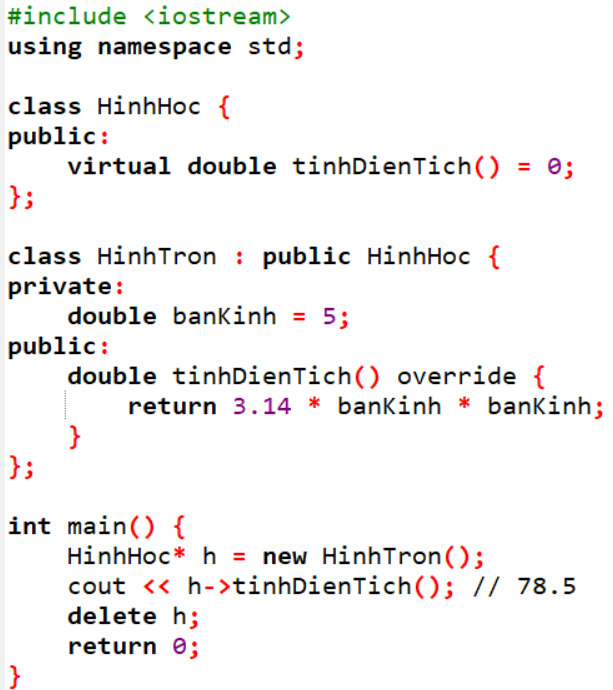 #include <iostream>
using namespace std;

class HinhHoc {
public:
    virtual double tinhDienTich() = 0;
};

class HinhTron : public HinhHoc {
private:
    double banKinh = 5;
public:
    double tinhDienTich() override {
        return 3.14 * banKinh * banKinh;
    }
};

int main() {
    HinhHoc* h = new HinhTron();
    cout << h->tinhDienTich(); // 78.5
    delete h;
    return 0;
}